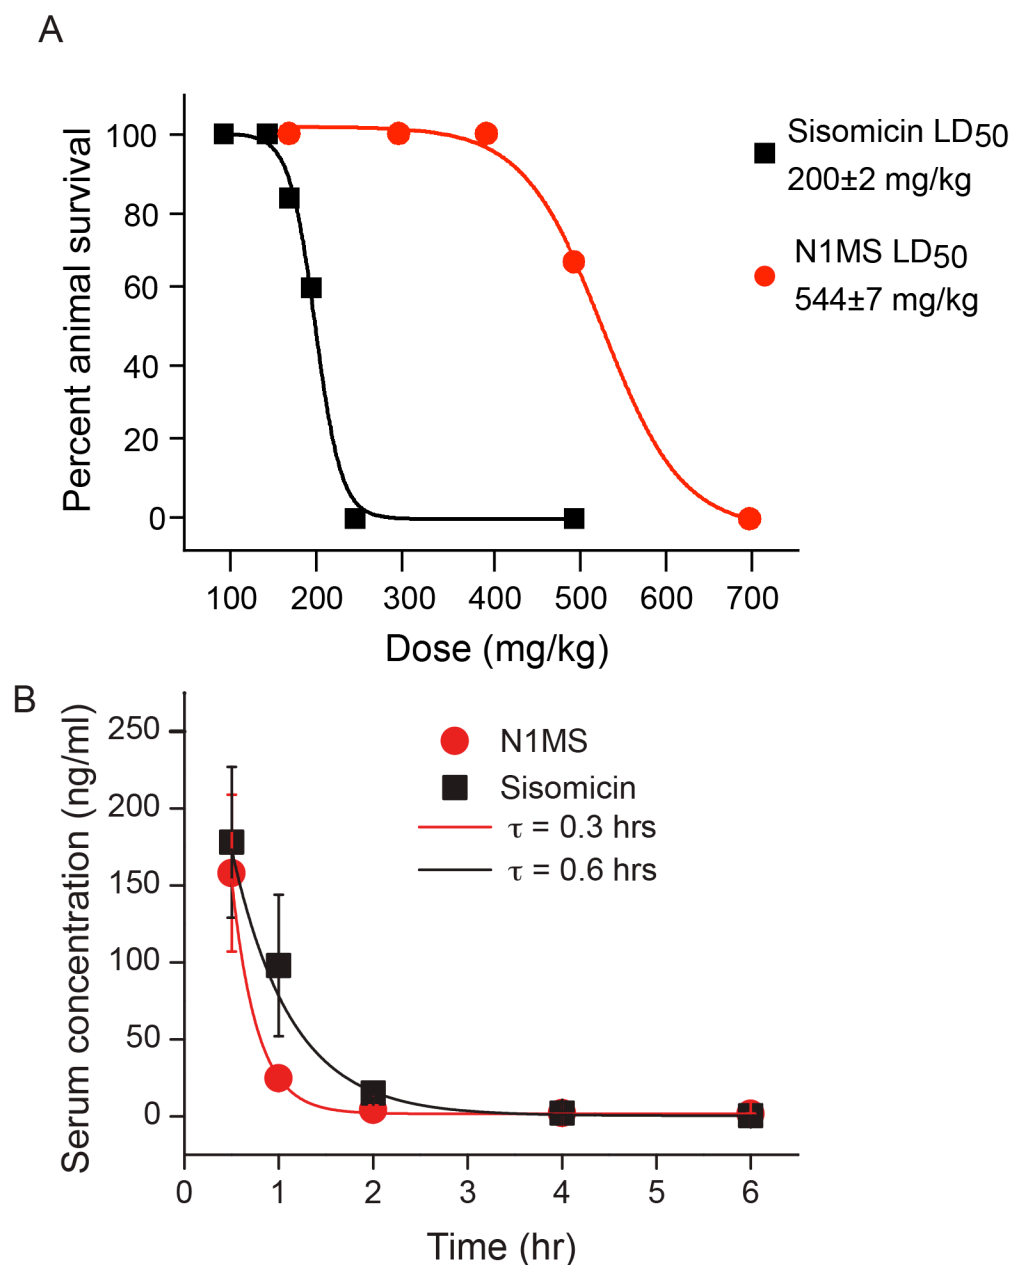 A
Percent animal survival
100
80
60
40
20
0
100 200 300 400 500 600 700
Dose (mg/kg)
Sisomicin LD50
200±2 mg/kg
N1MS LD50
544±7 mg/kg
B
Serum concentration (ng/ml)
250
200
150
100
50
0
0 1 2 3 4 5 6
Time (hr)
N1MS
Sisomicin
τ = 0.3 hrs
τ = 0.6 hrs